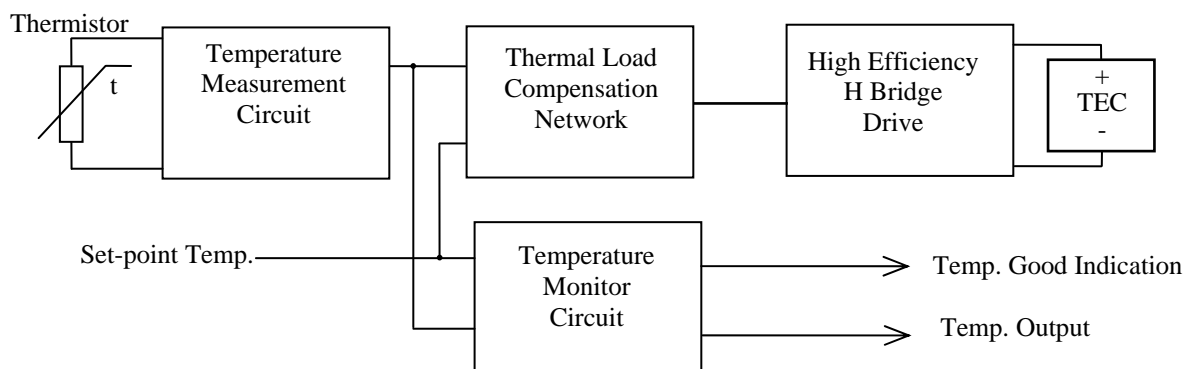 Thermistor
t
Temperature
Measurement
Circuit
Thermal Load
Compensation
Network
High Efficiency
H Bridge
Drive
+
TEC
-
Set-point Temp.
Temperature
Monitor
Circuit
Temp. Good Indication
Temp. Output